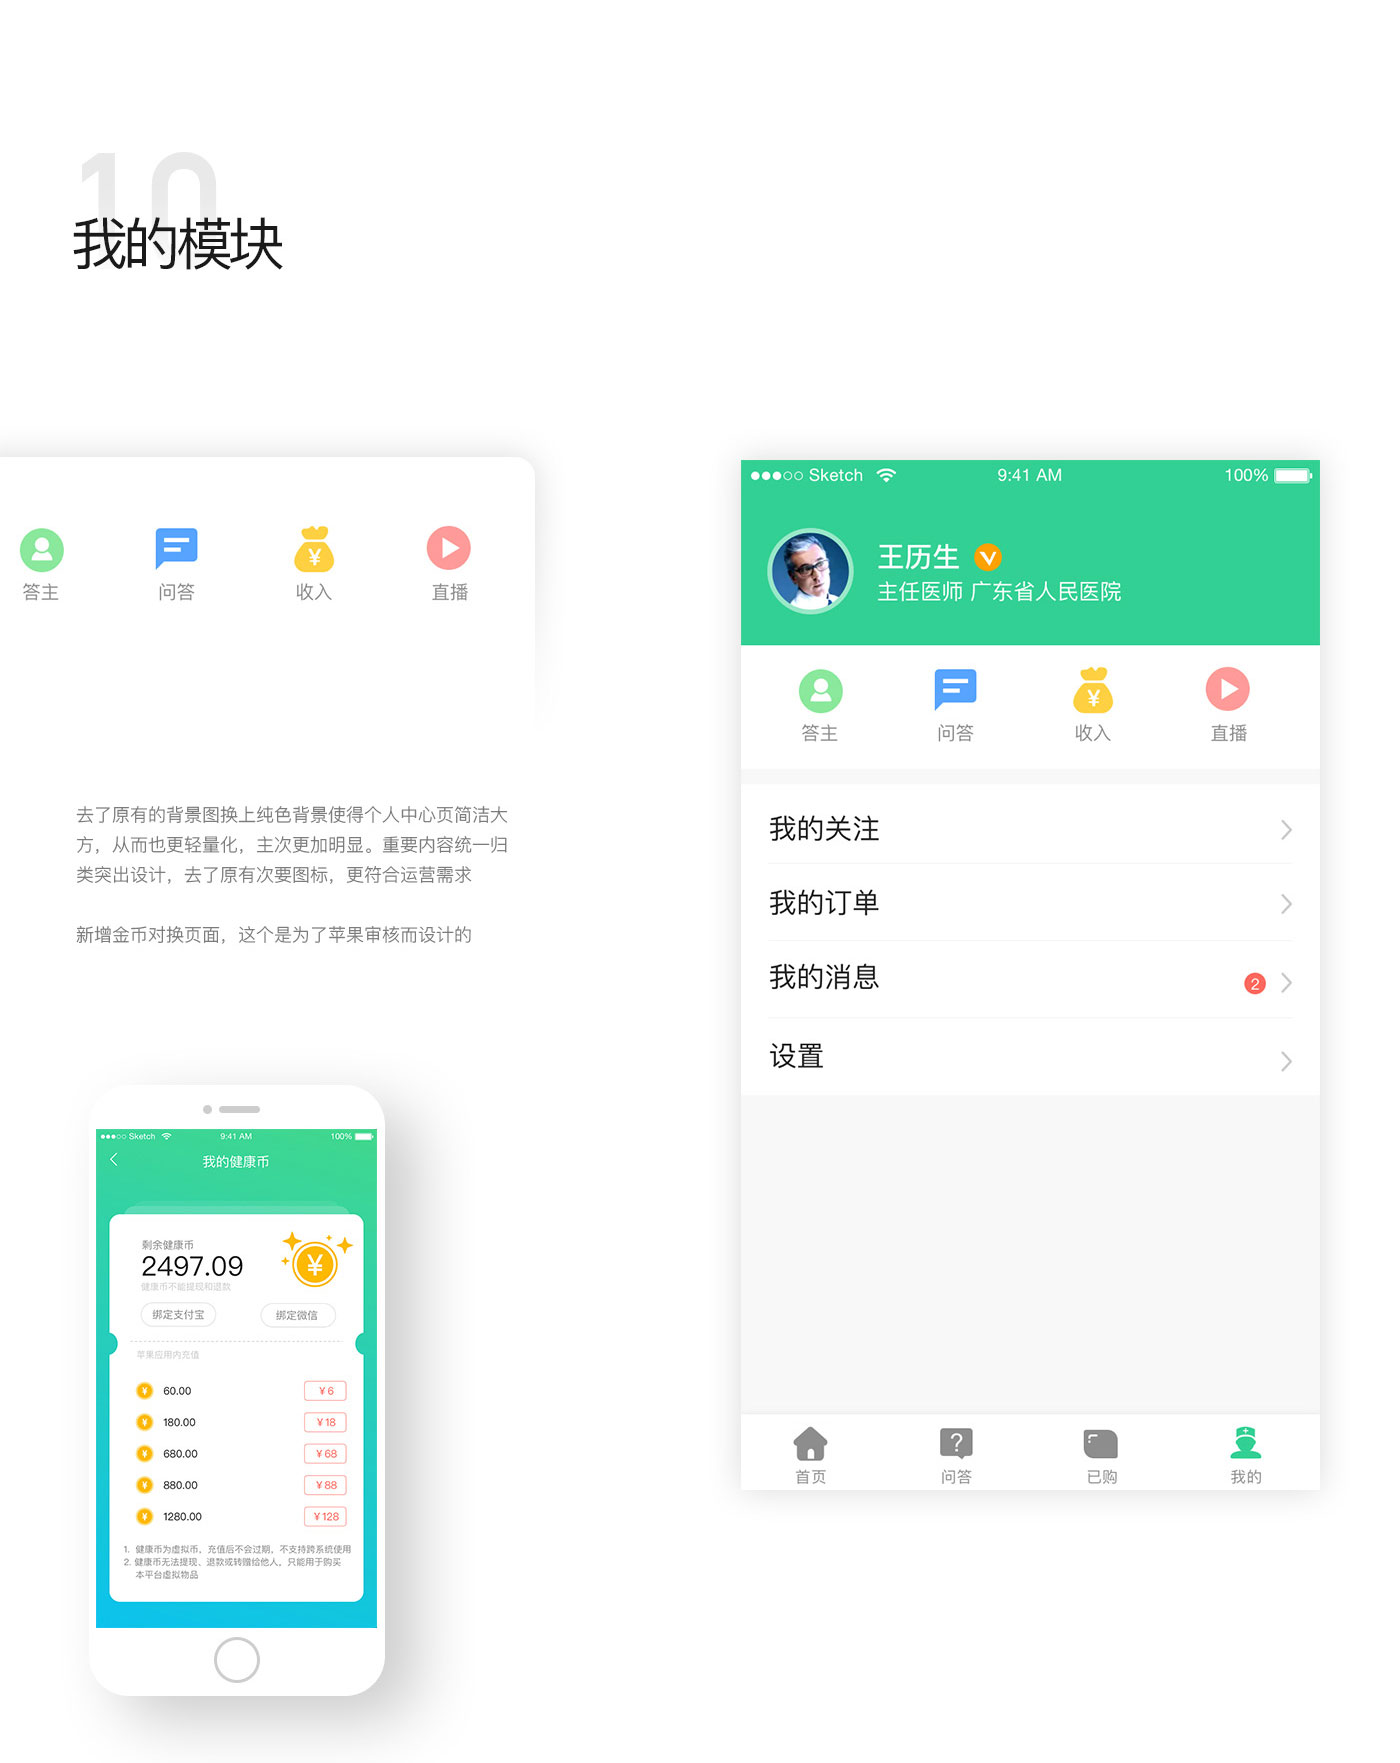 10
我的模块
答主 问答 收入 直播
去了原有的背景图换上纯色背景使得个人中心页简洁大
方，从而也更轻量化，主次更加明显。重要内容统一归
类突出设计，去了原有次要图标，更符合运营需求
新增金币对换页面，这个是为了苹果审核而设计的
Sketch 9:41 AM 100%
我的健康币
剩余健康币
2497.09
健康币不能提现和退款
绑定支付宝 绑定微信
苹果应用内充值
60.00 ¥6
180.00 ¥18
680.00 ¥68
880.00 ¥88
1280.00 ¥128
1. 健康币为虚拟币，充值后不会过期，不支持跨系统使用
2. 健康币无法提现、退款或转赠给他人，只能用于购买
本平台虚拟物品
Sketch 9:41 AM 100%
王历生 V
主任医师 广东省人民医院
答主 问答 收入 直播
我的关注
我的订单
我的消息 2
设置
首页 问答 已购 我的